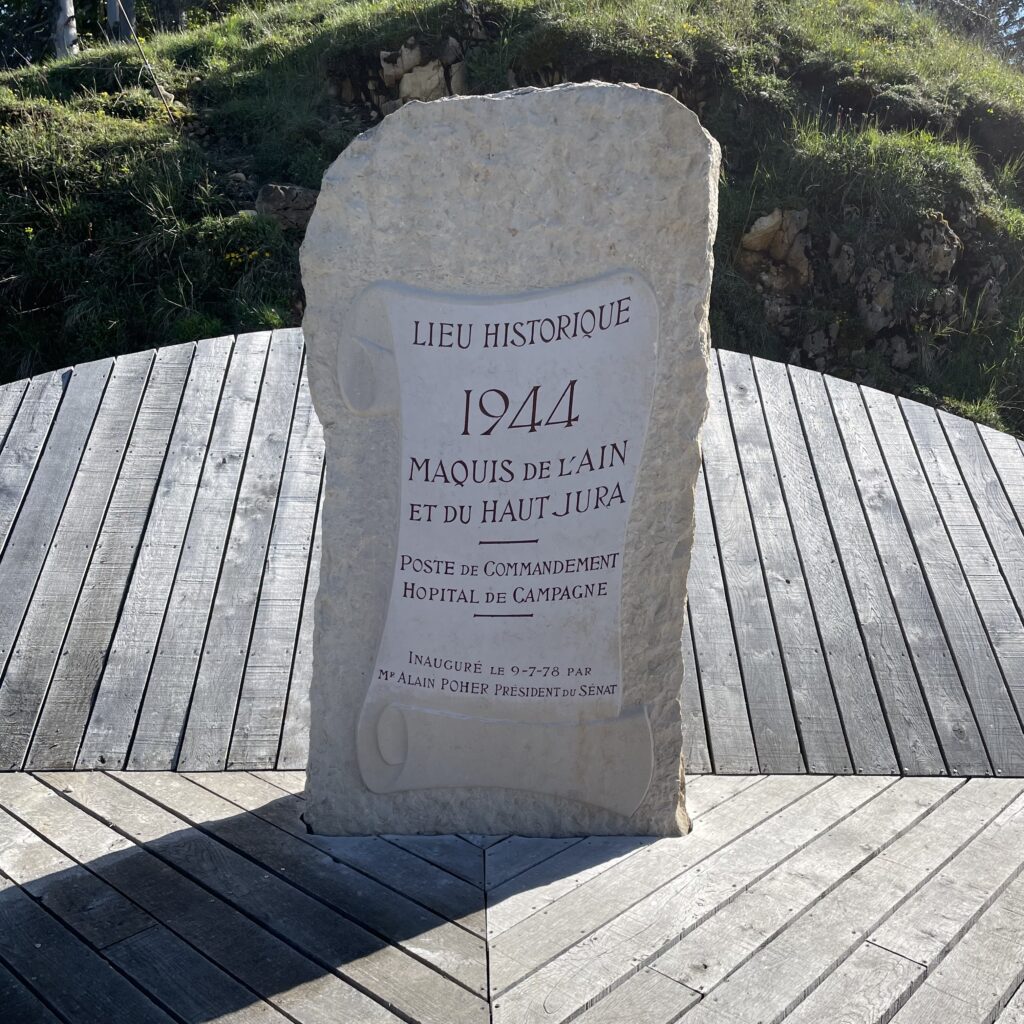 LIEU HISTORIQUE
1944
MAQUIS DE L'AIN
ET DU HAUT JURA
POSTE DE COMMANDEMENT
HOPITAL DE CAMPAGNE
INAUGURÉ LE 9-7-78 PAR
MR ALAIN POHER PRÉSIDENT DU SÉNAT